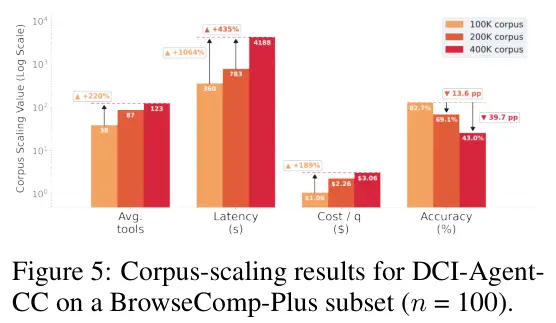 Corpus Scaling Value (Log Scale)
10⁴
10³
10²
10¹
10⁰
▲ +220%
38
87
123
▲ +1064%
▲ +435%
360
783
4188
▲ +189%
$1.06
$2.26
$3.06
▼ 13.6 pp
▼ 39.7 pp
82.7%
69.1%
43.0%
100K corpus
200K corpus
400K corpus
Avg.
tools
Latency
(s)
Cost / q
($)
Accuracy
(%)
Figure 5: Corpus-scaling results for DCI-Agent-
CC on a BrowseComp-Plus subset (n = 100).